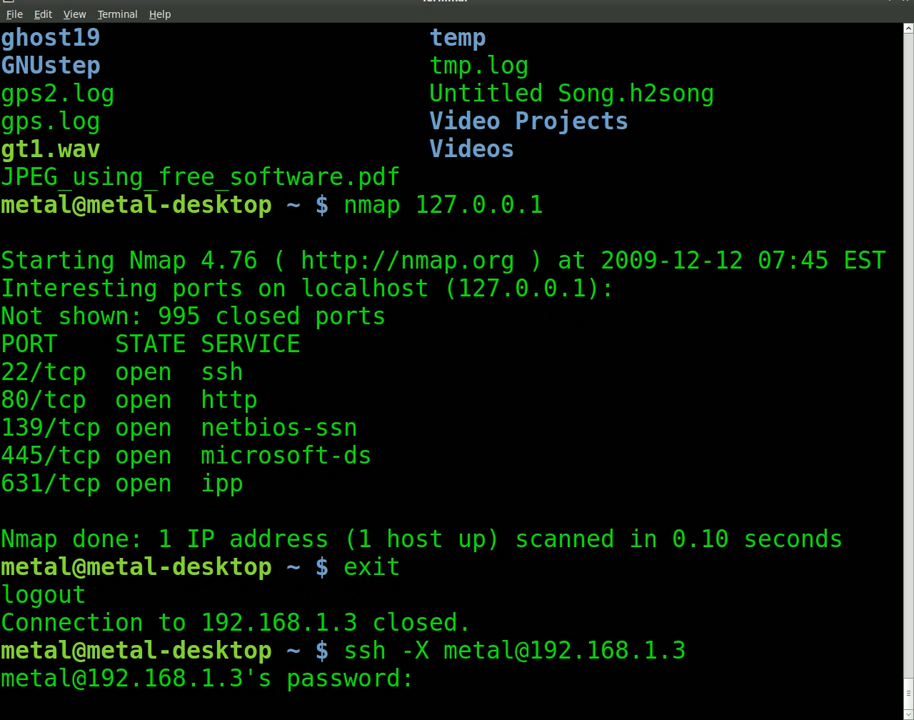 File Edit View Terminal Help
ghost19 temp
GNUstep tmp.log
gps2.log Untitled Song.h2song
gps.log Video Projects
gt1.wav Videos
JPEG_using_free_software.pdf
metal@metal-desktop ~ $ nmap 127.0.0.1
Starting Nmap 4.76 ( http://nmap.org ) at 2009-12-12 07:45 EST
Interesting ports on localhost (127.0.0.1):
Not shown: 995 closed ports
PORT STATE SERVICE
22/tcp open ssh
80/tcp open http
139/tcp open netbios-ssn
445/tcp open microsoft-ds
631/tcp open ipp
Nmap done: 1 IP address (1 host up) scanned in 0.10 seconds
metal@metal-desktop ~ $ exit
logout
Connection to 192.168.1.3 closed.
metal@metal-desktop ~ $ ssh -X metal@192.168.1.3
metal@192.168.1.3's password: